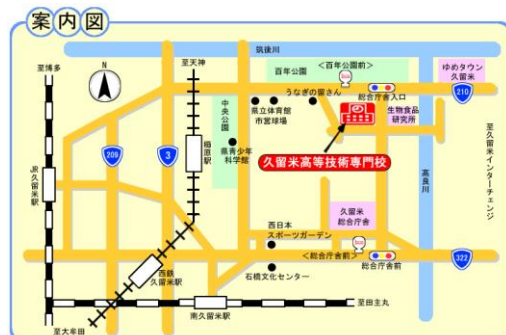 案内図
筑後川
至博多
N
至天神
百年公園
<百年公園前>
bus
ゆめタウン
久留米
うなぎの留さん
総合庁舎入口
210
県立体育館
市営球場
生物食品
研究所
中央公園
県青少年
科学館
櫛原駅
209
3
JR久留米駅
久留米高等技術専門校
高良川
至久留米インターチェンジ
久留米
総合庁舎
西日本
スポーツガーデン
bus
<総合庁舎前>
総合庁舎前
322
石橋文化センター
西鉄
久留米駅
南久留米駅
至大牟田
至田主丸